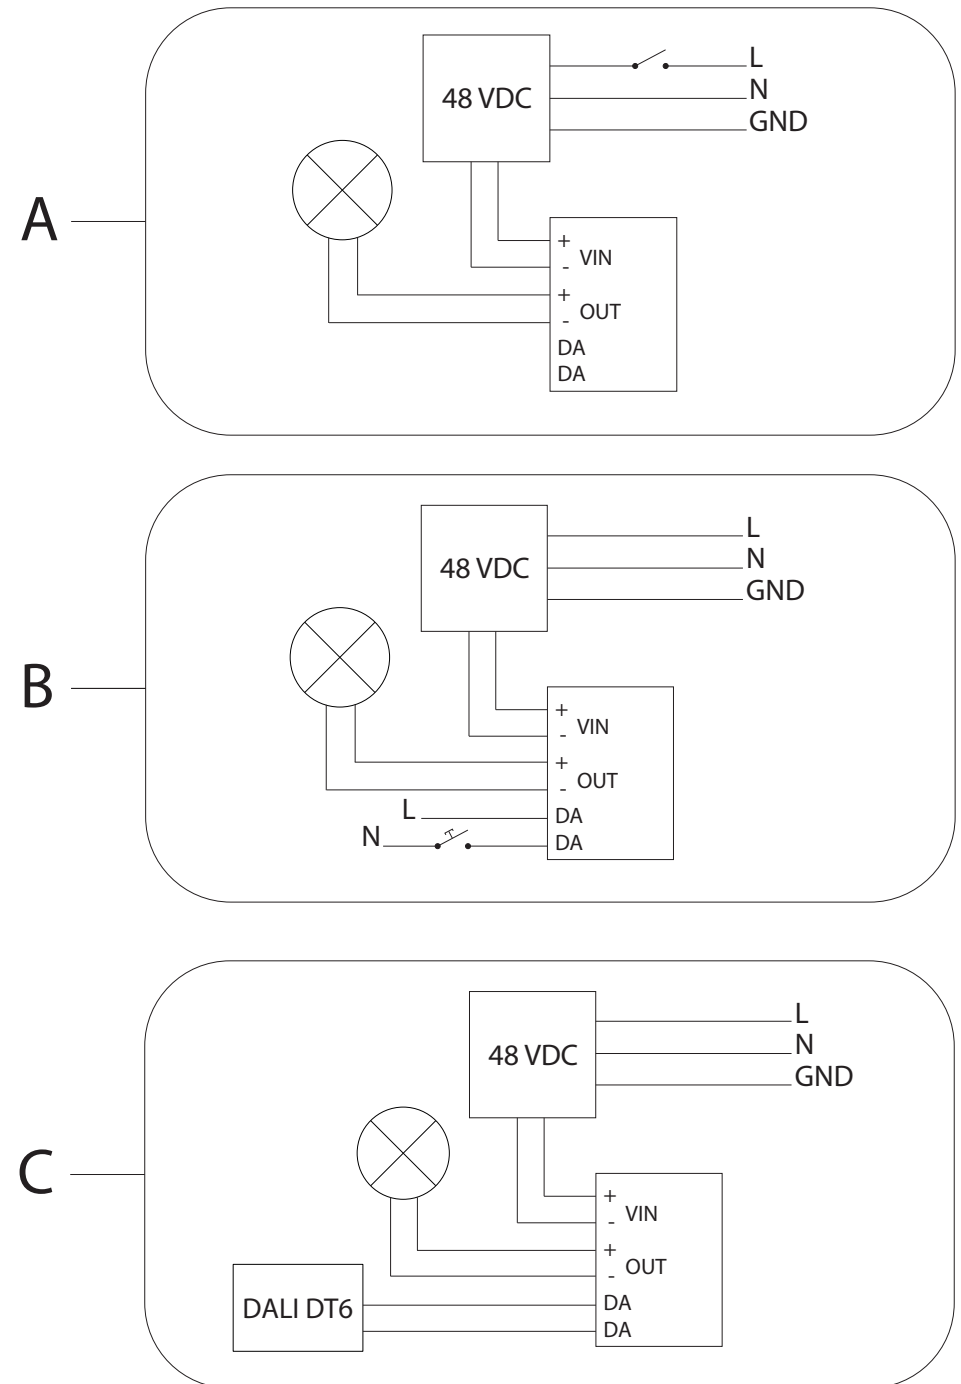 A
48 VDC
L
N
GND
+
VIN
-
+
OUT
-
DA
DA
B
48 VDC
L
N
GND
+
VIN
-
+
OUT
-
L
DA
N
DA
C
48 VDC
L
N
GND
+
VIN
-
+
OUT
-
DALI DT6
DA
DA